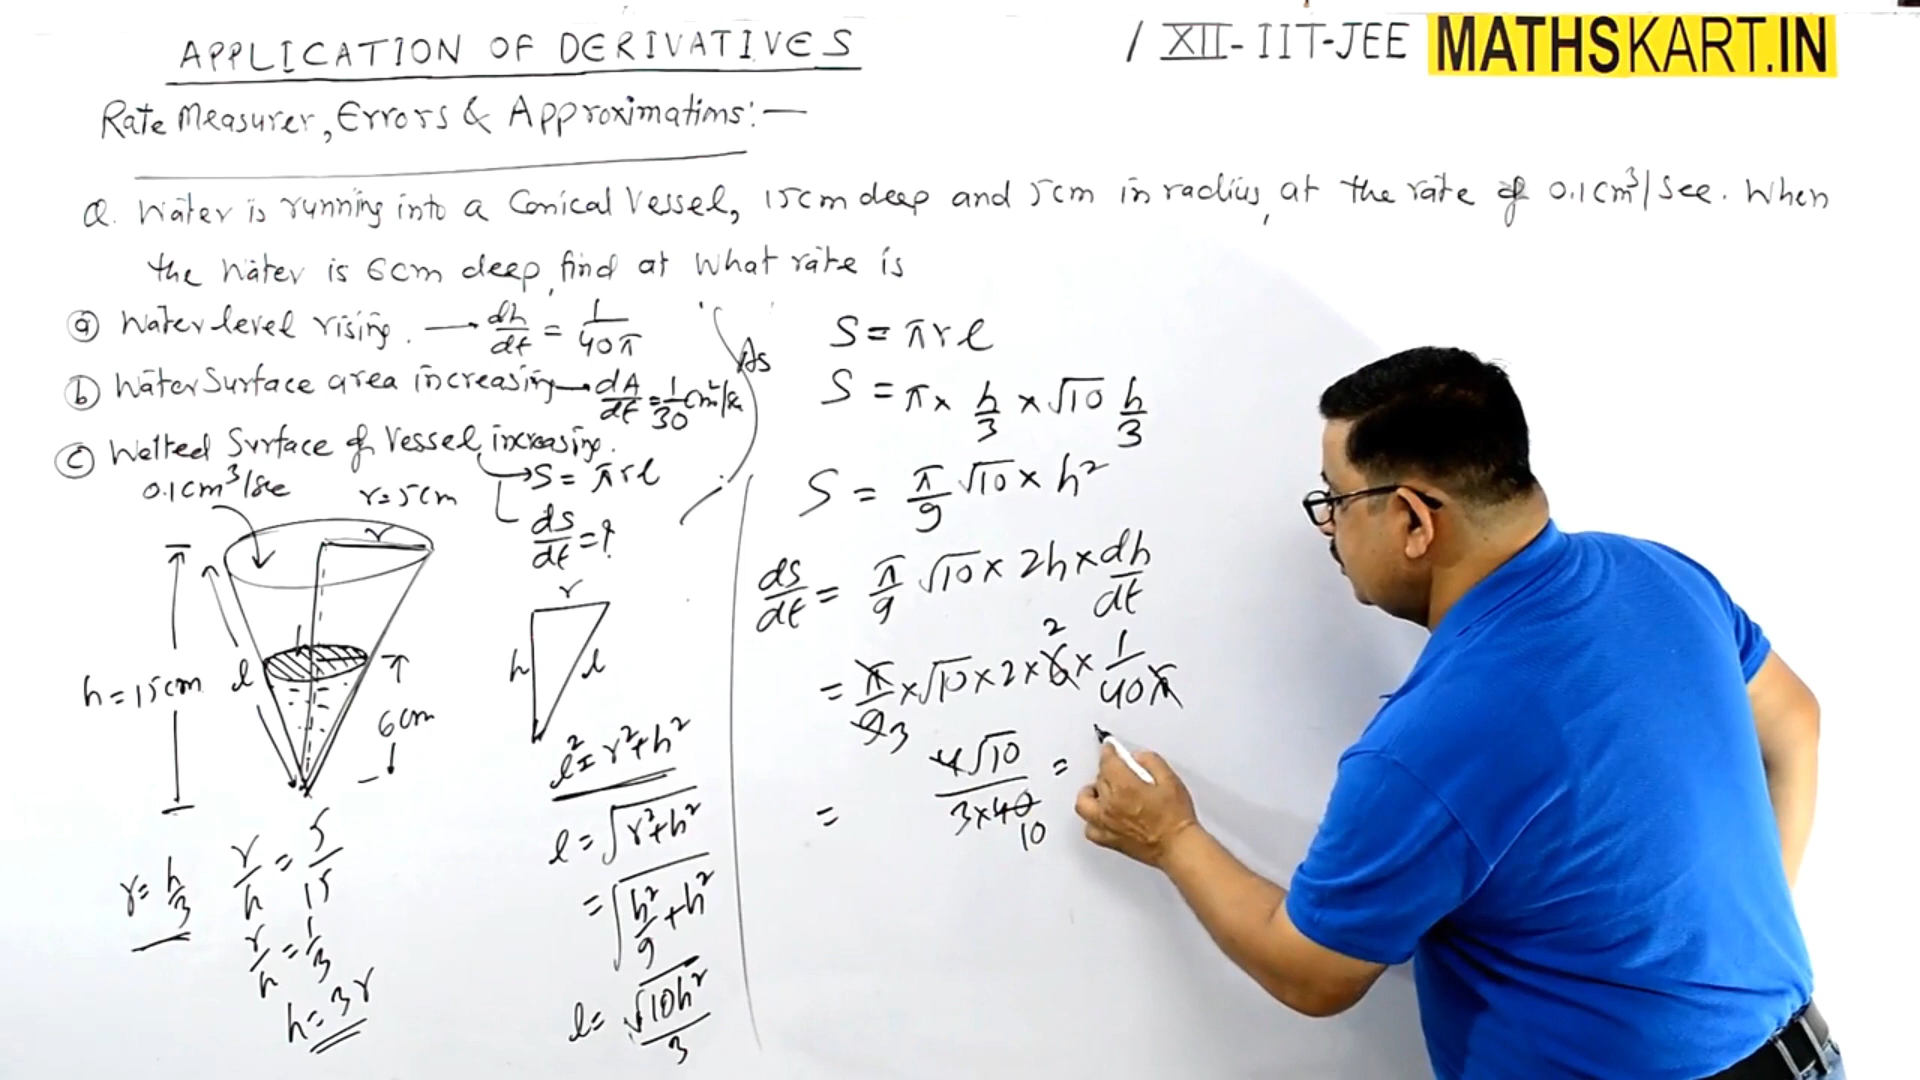 APPLICATION OF DERIVATIVES
/ XII-IIT-JEE MATHSKART.IN
Rate Measurer, Errors & Approximations:—
Q. Water is running into a Conical Vessel, 15cm deep and 5cm in radius, at the rate of 0.1cm³/sec. When
the water is 6cm deep, find at what rate is
(a) Water level rising. → dh/dt = 1/40π
(b) Water Surface area increasing → dA/dt = 1/30 cm²/sec
(c) Wetted Surface of Vessel increasing.
→ S = πrl
ds/dt = ?
0.1cm³/sec
r=5cm
r
h=15cm
l
6cm
r
h
l
r/h = 5/15
r = h/3
r/h = 1/3
h=3r
l² = r²+h²
l = √(r²+h²)
= √(h²/9 + h²)
l = √(10h²)/3
As
S = πrl
S = π × h/3 × √10 h/3
S = π/9 √10 × h²
ds/dt = π/9 √10 × 2h × dh/dt
= π/9 × √10 × 2 × 6 × 1/40π
2
3
= 4√10/3×40 =
10